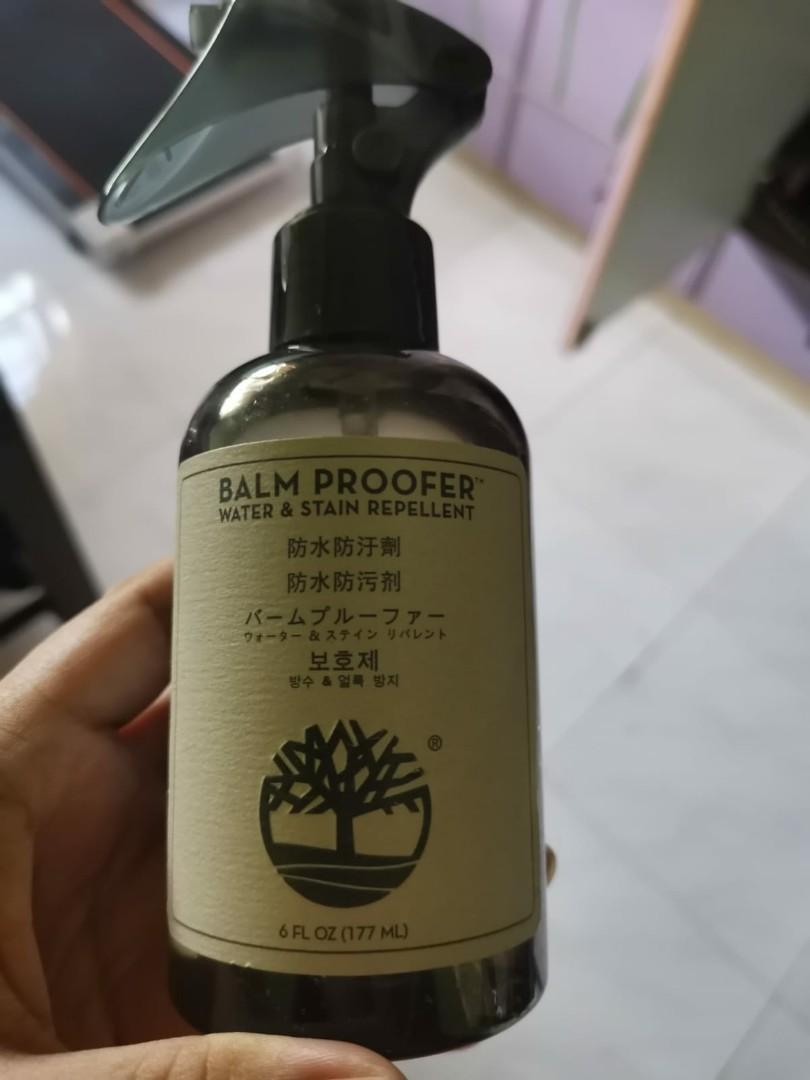 BALM PROOFER™
WATER & STAIN REPELLENT
防水防汙劑
防水防污剂
バームプルーファー
ウォーター & ステイン リパレント
보호제
방수 & 얼룩 방지
®
6 FL OZ (177 ML)